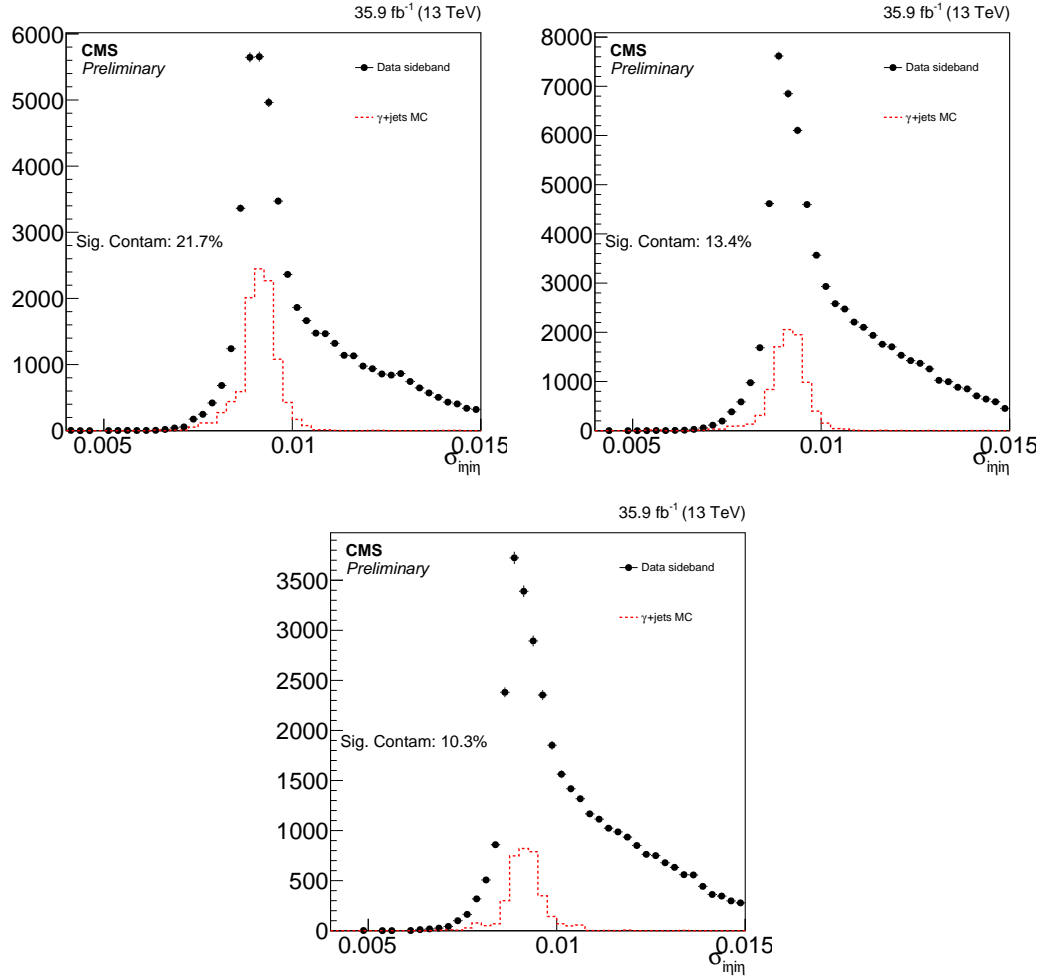 35.9 fb⁻¹ (13 TeV)
CMS
Preliminary
Data sideband
γ+jets MC
Sig. Contam: 21.7%
6000
5000
4000
3000
2000
1000
0
0.005 0.01 0.015
σiηiη
35.9 fb⁻¹ (13 TeV)
CMS
Preliminary
Data sideband
γ+jets MC
Sig. Contam: 13.4%
8000
7000
6000
5000
4000
3000
2000
1000
0
0.005 0.01 0.015
σiηiη
35.9 fb⁻¹ (13 TeV)
CMS
Preliminary
Data sideband
γ+jets MC
Sig. Contam: 10.3%
3500
3000
2500
2000
1500
1000
500
0
0.005 0.01 0.015
σiηiη